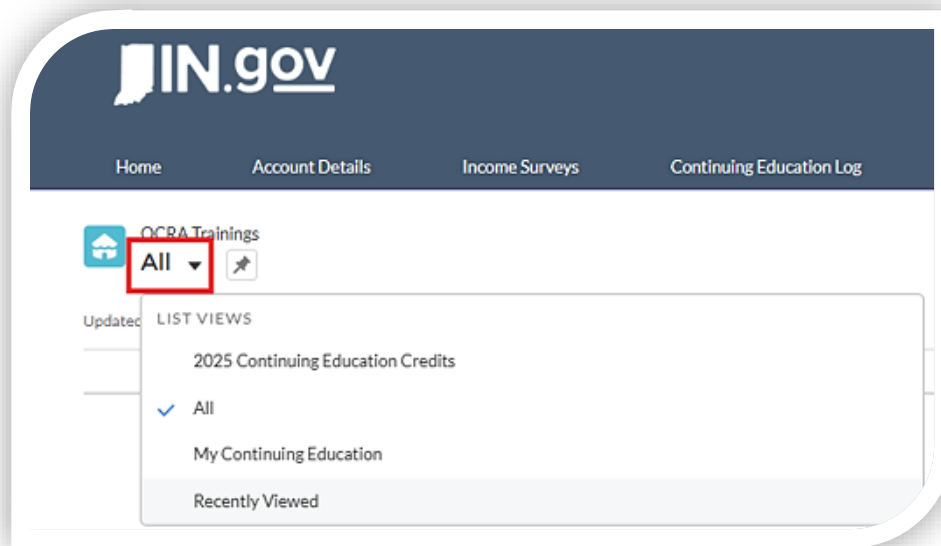 IN.gov
Home Account Details Income Surveys Continuing Education Log
OCRA Trainings
All
Updated
LIST VIEWS
2025 Continuing Education Credits
All
My Continuing Education
Recently Viewed